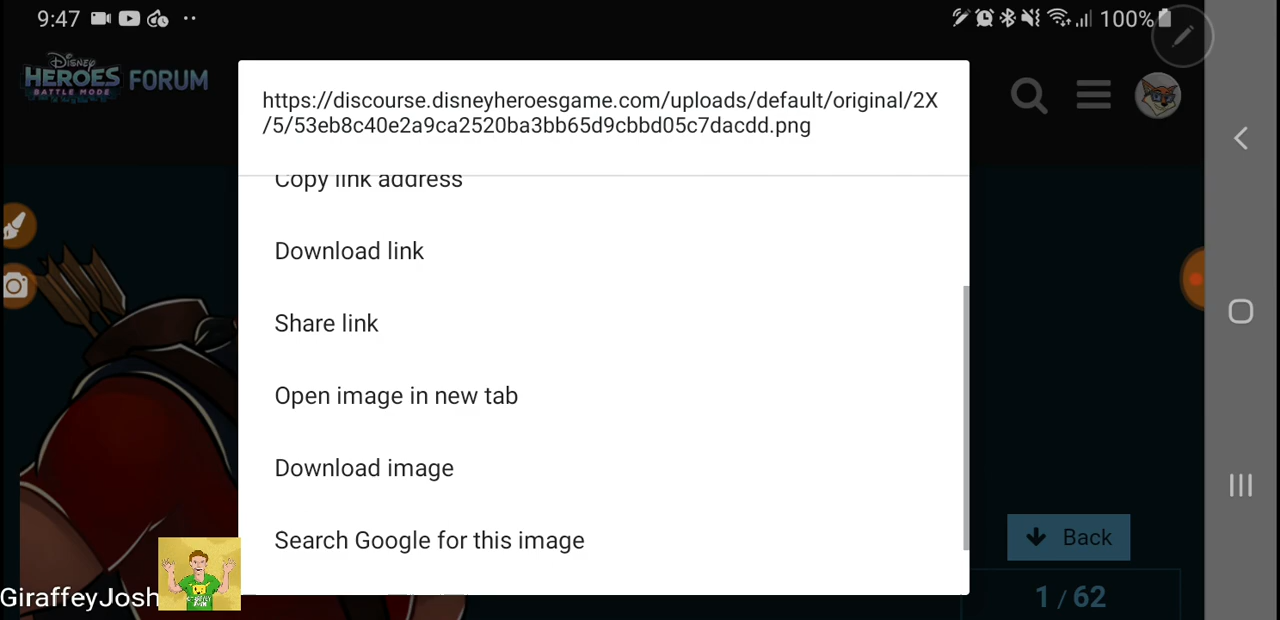 9:47
100%
Disney
HEROES FORUM
BATTLE MODE
https://discourse.disneyheroesgame.com/uploads/default/original/2X
/5/53eb8c40e2a9ca2520ba3bb65d9cbbd05c7dacdd.png
Copy link address
Download link
Share link
Open image in new tab
Download image
Search Google for this image
Back
1 / 62
GiraffeyJosh